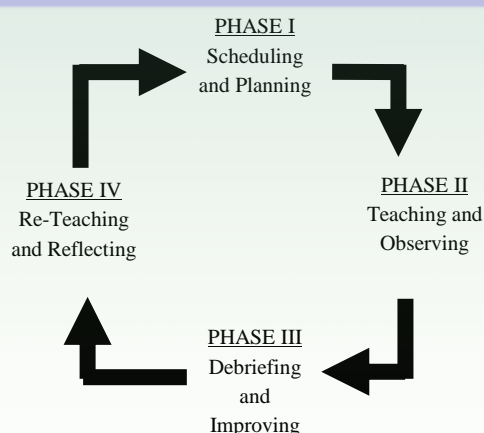 PHASE I
Scheduling
and Planning
PHASE II
Teaching and
Observing
PHASE III
Debriefing
and
Improving
PHASE IV
Re-Teaching
and Reflecting